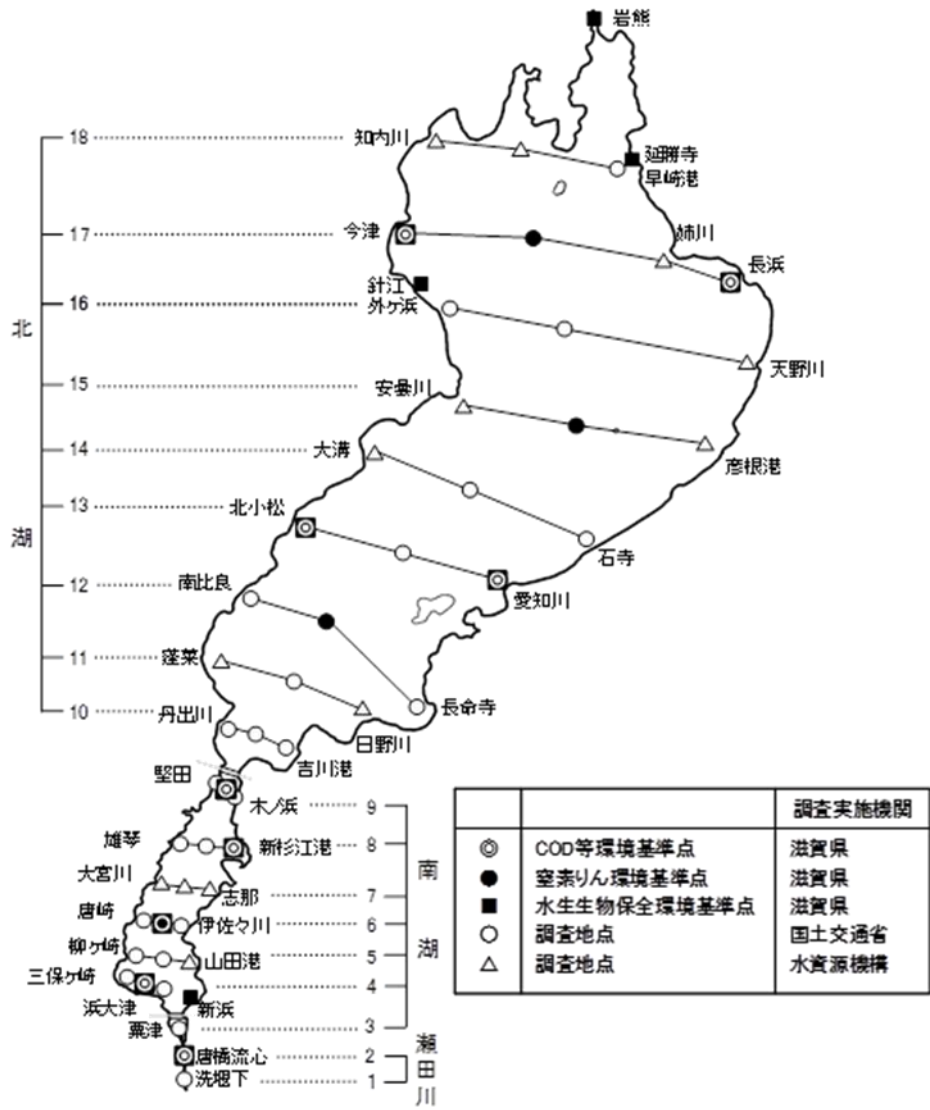 岩熊
18 知内川
延勝寺
早崎港
17 今津
姉川
長浜
針江
16 外ヶ浜
北
天野川
15 安曇川
14 大溝
彦根港
13 北小松
湖
石寺
12 南比良
愛知川
11 蓬莱
10 丹出川
長命寺
日野川
吉川港
堅田
木ノ浜 9
雄琴
新杉江港 8
大宮川
南
志那 7
唐崎
伊佐々川 6
柳ヶ崎
湖
山田港 5
三保ヶ崎
4
浜大津
新浜
粟津 3
瀬
唐橋流心 2
田
洗堰下 1
川
調査実施機関
◎ COD等環境基準点 滋賀県
● 窒素りん環境基準点 滋賀県
■ 水生生物保全環境基準点 滋賀県
○ 調査地点 国土交通省
△ 調査地点 水資源機構